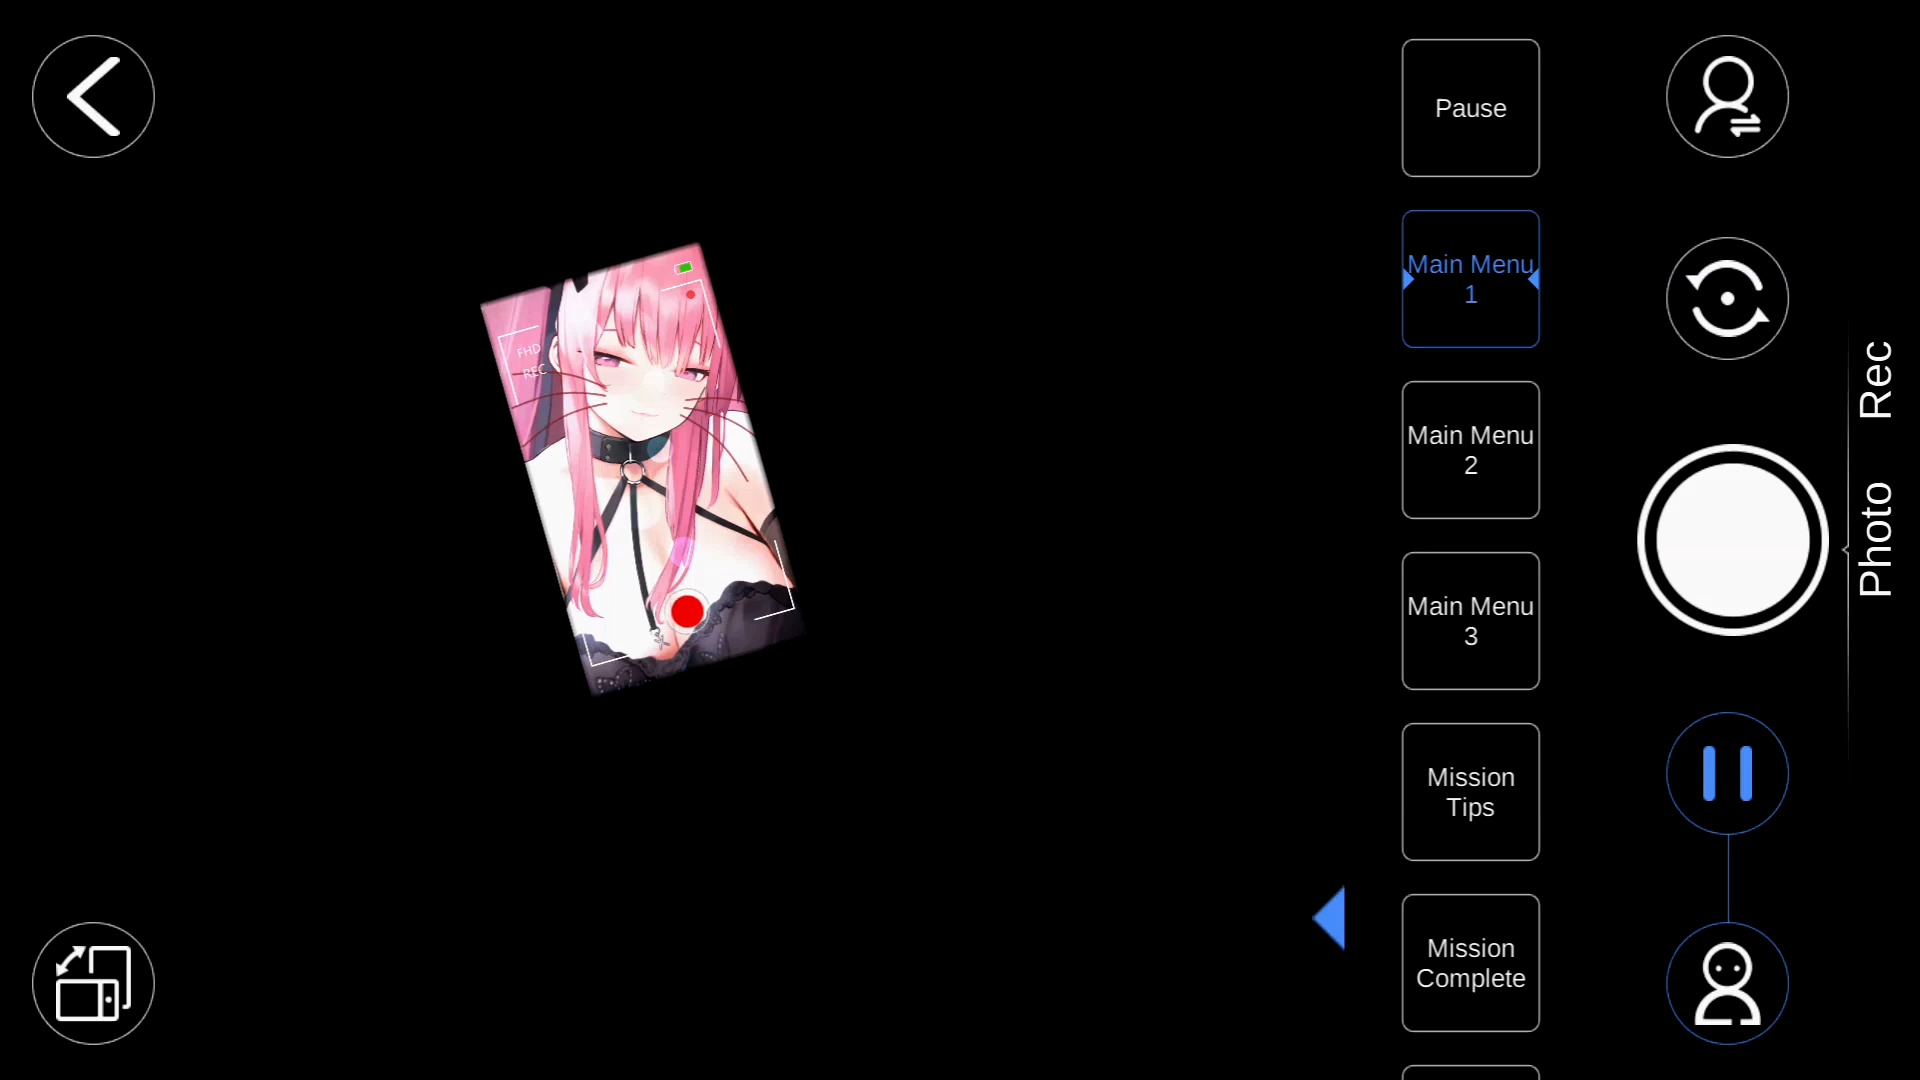 FHD
REC
Pause
Main Menu
1
Main Menu
2
Main Menu
3
Mission
Tips
Mission
Complete
Rec
Photo